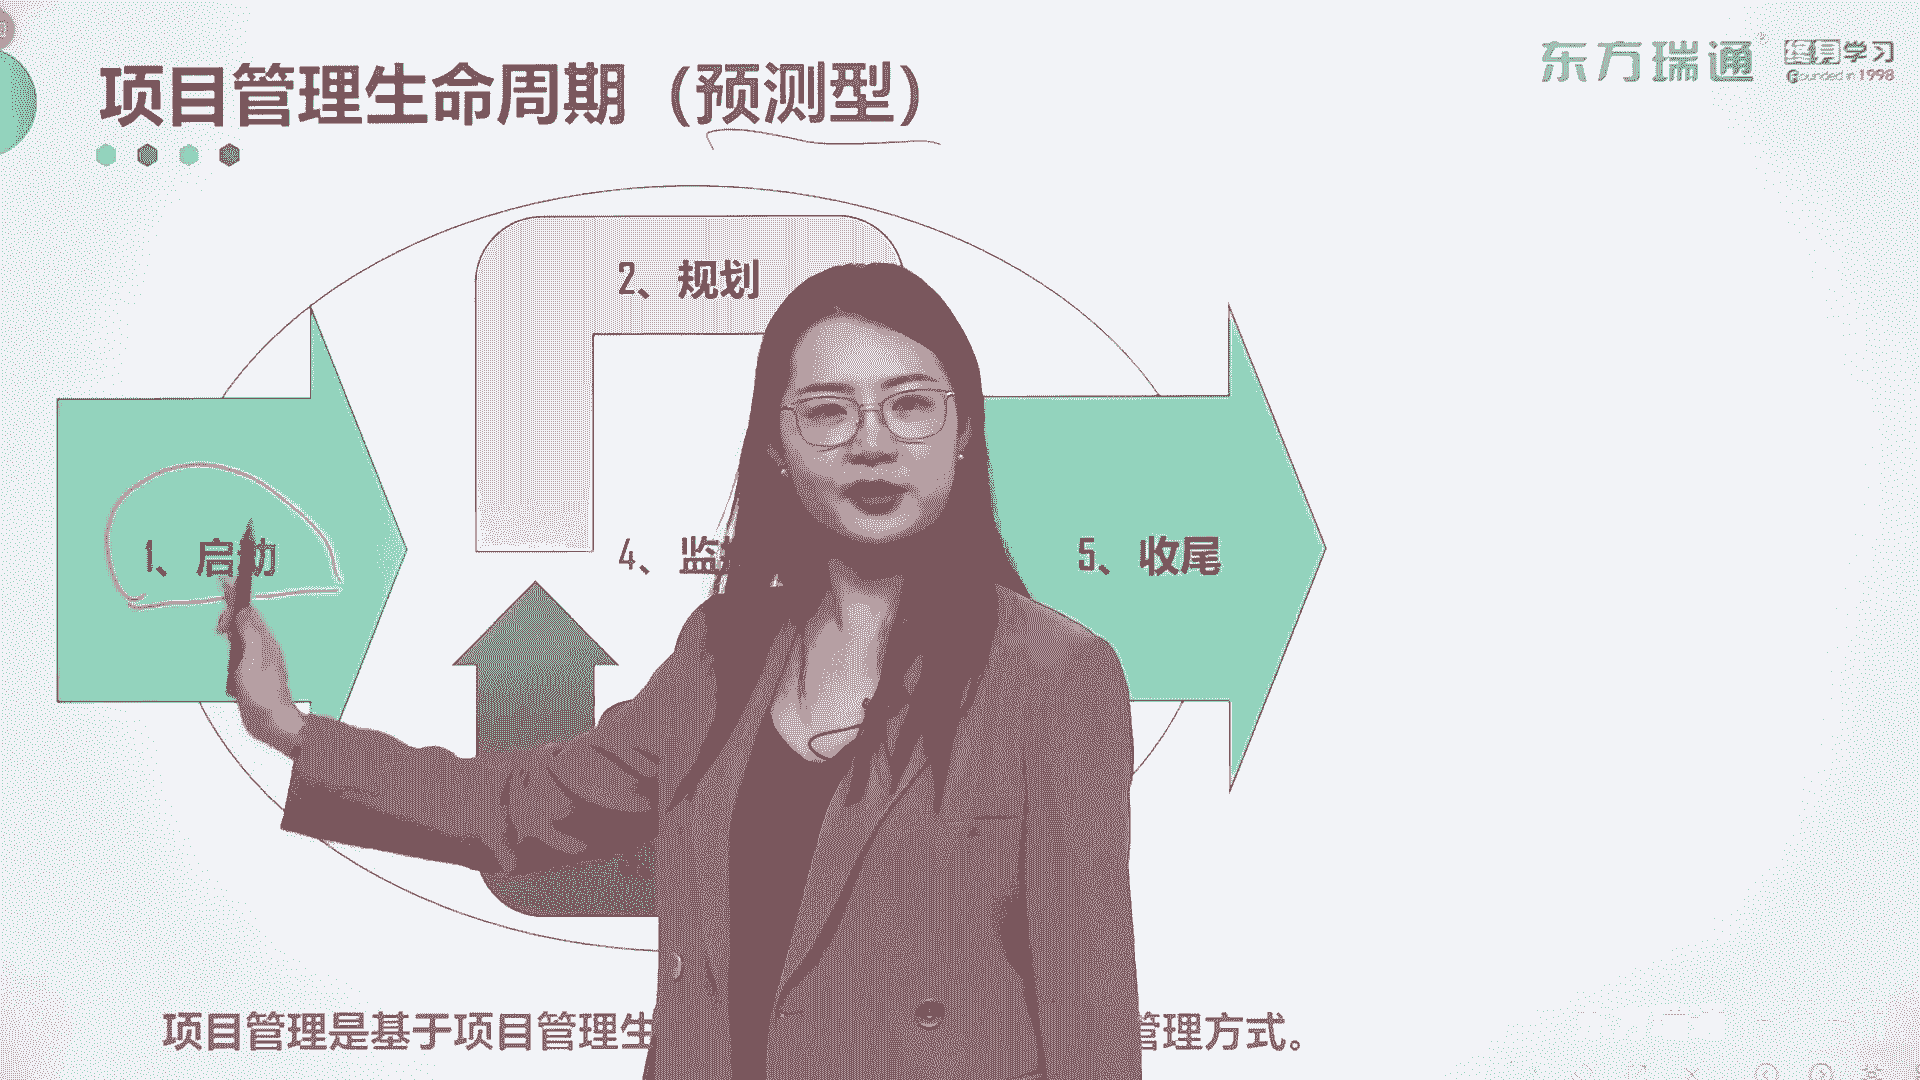 项目管理生命周期（预测型）
东方瑞通
终身学习
Founded in 1998
2、规划
1、启动
4、监
5、收尾
项目管理是基于项目管理生
管理方式。